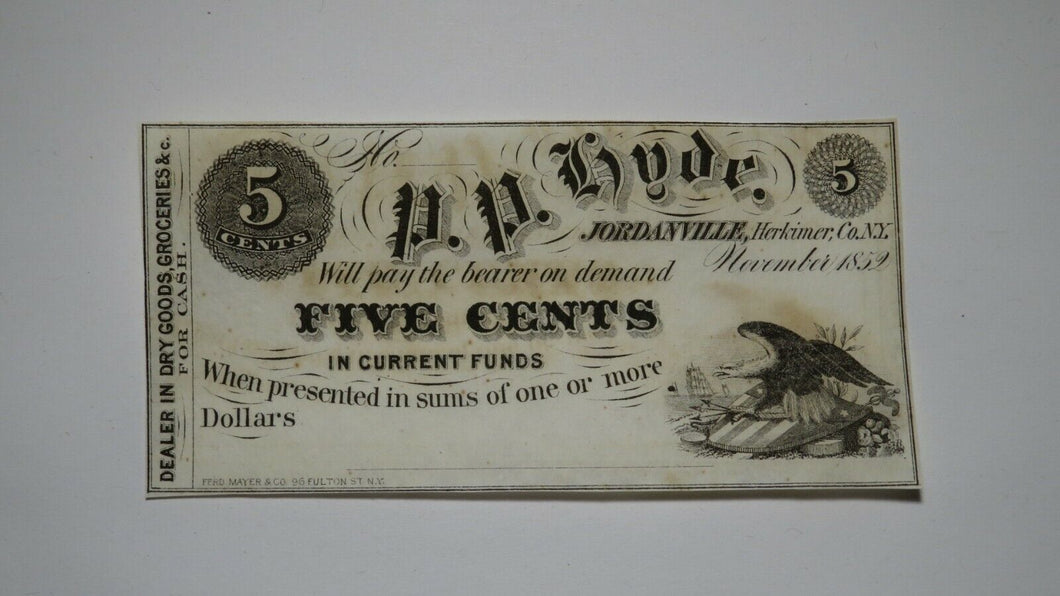 DEALER IN DRY GOODS, GROCERIES & c.
FOR CASH.
5
CENTS
No.
P. P. Hyde.
5
JORDANVILLE, Herkimer, Co. N.Y.
November 1852
Will pay the bearer on demand
FIVE CENTS
IN CURRENT FUNDS
When presented in sums of one or more
Dollars
FERD. MAYER & CO. 96 FULTON ST. N.Y.